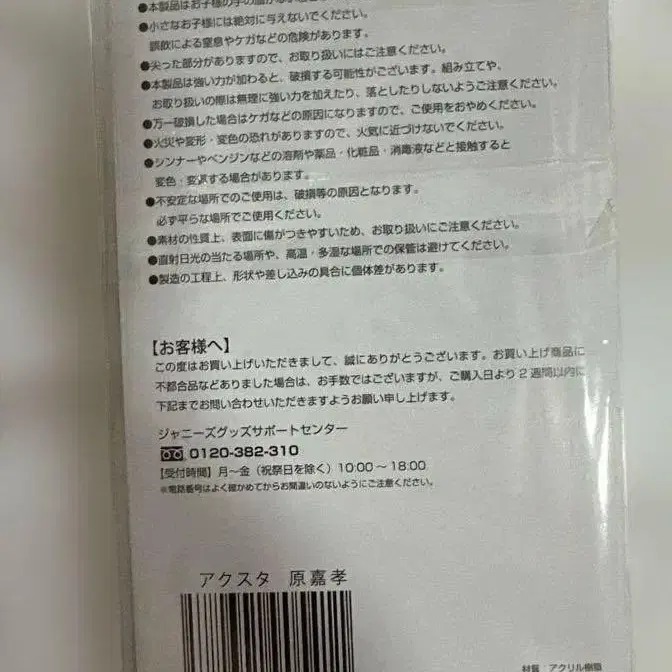 ●本製品はお子様の手の届か
●小さなお子様には絶対に与えないでください。
誤飲による窒息やケガなどの危険があります。
●尖った部分がありますので、お取り扱いにはご注意ください。
●本製品は強い力が加わると、破損する可能性がございます。組み立てや、
お取り扱いの際は無理に強い力を加えたり、落としたりしないようご注意ください。
●万一破損した場合はケガなどの原因になりますので、ご使用をおやめください。
●火災や変形・変色の恐れがありますので、火気に近づけないでください。
●シンナーやベンジンなどの溶剤や薬品・化粧品・消毒液などと接触すると
変色・変形する場合があります。
●不安定な場所でのご使用は、破損等の原因となります。
必ず平らな場所でご使用ください。
●素材の性質上、表面に傷がつきやすいため、お取り扱いにご注意ください。
●直射日光の当たる場所や、高温・多湿な場所での保管は避けてください。
●製造の工程上、形状や差し込みの具合に個体差があります。
【お客様へ】
この度はお買い上げいただきまして、誠にありがとうございます。お買い上げ商品に
不都合品などありました場合は、お手数ではございますが、ご購入日より2週間以内に
下記までお問い合わせいただきますようお願い申し上げます。
ジャニーズグッズサポートセンター
0120-382-310
【受付時間】月～金（祝祭日を除く）10:00～18:00
※電話番号はよく確かめてからお間違いのないようにご注意ください。
アクスタ 原嘉孝
材質：アクリル樹脂